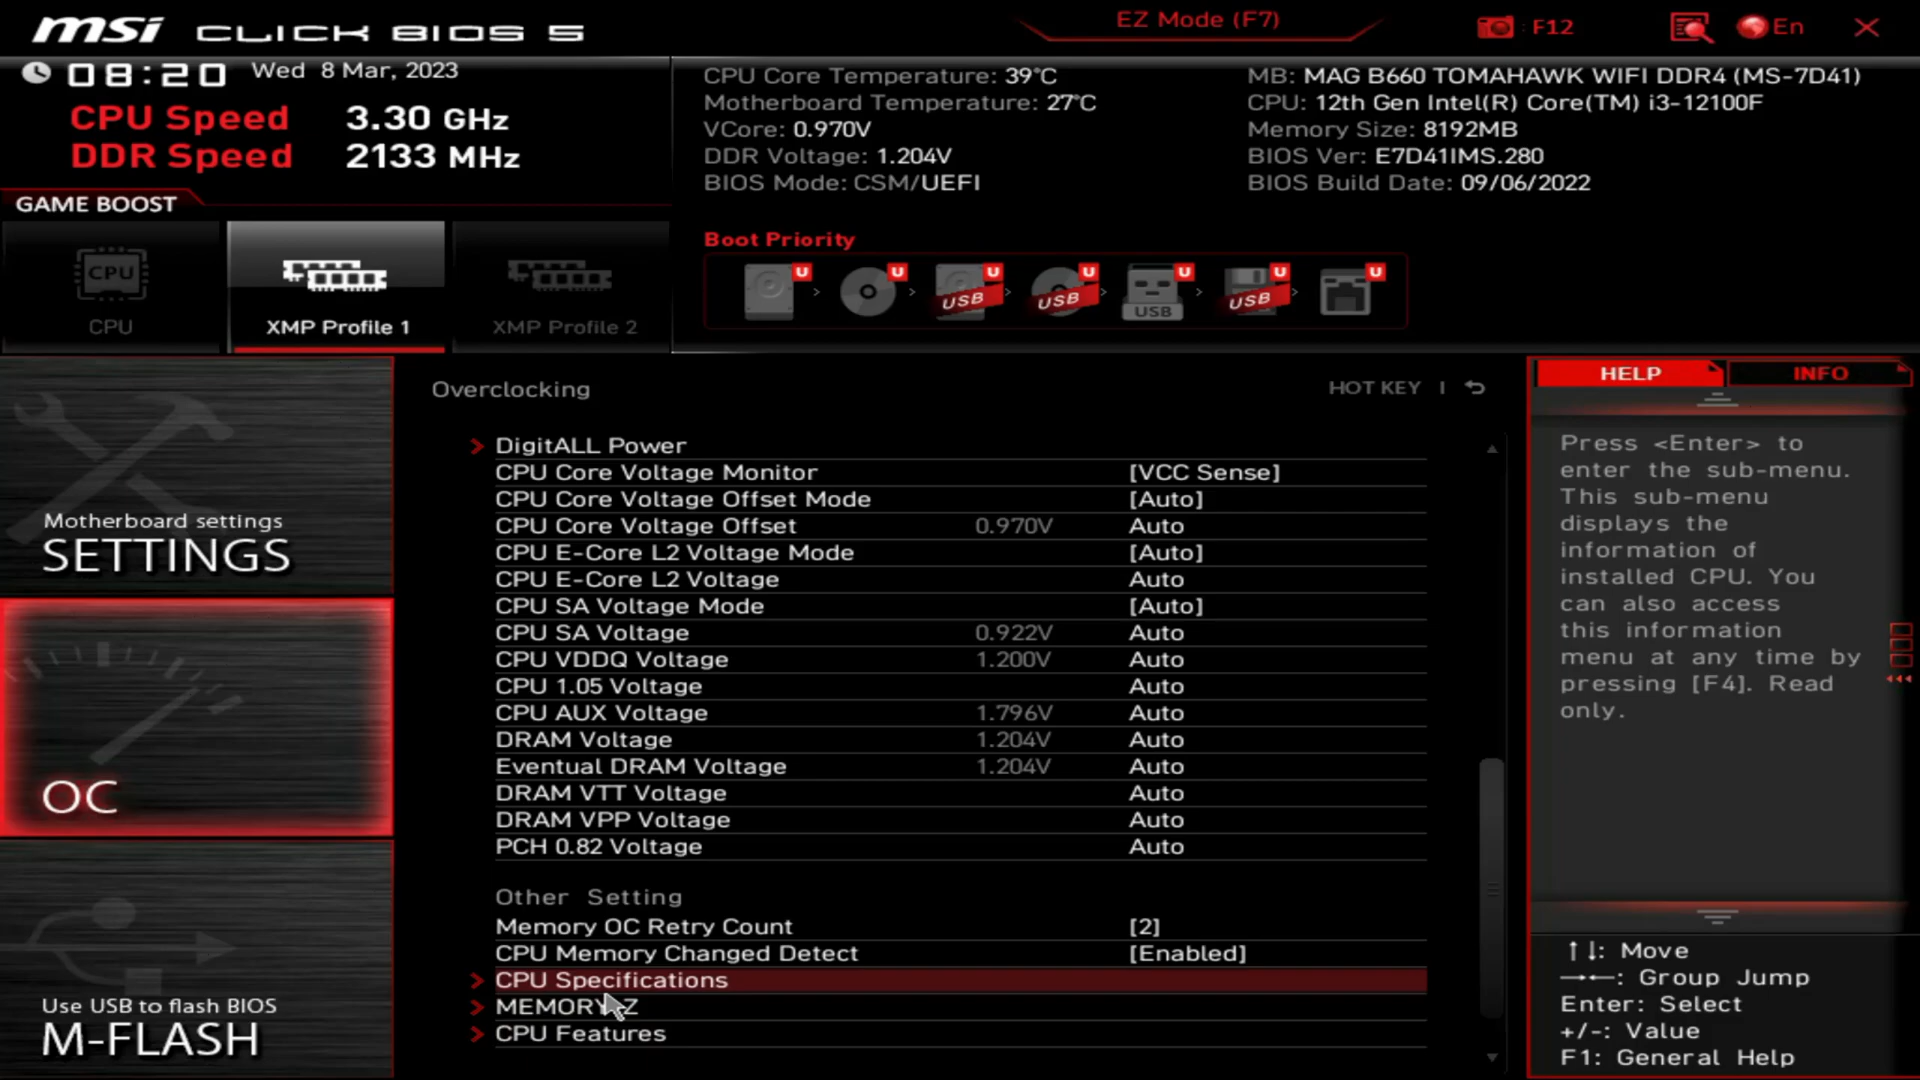 msi CLICK BIOS 5
EZ Mode (F7)
: F12
En
08:20 Wed 8 Mar, 2023
CPU Speed 3.30 GHz
DDR Speed 2133 MHz
CPU Core Temperature: 39°C
Motherboard Temperature: 27°C
VCore: 0.970V
DDR Voltage: 1.204V
BIOS Mode: CSM/UEFI
MB: MAG B660 TOMAHAWK WIFI DDR4 (MS-7D41)
CPU: 12th Gen Intel(R) Core(TM) i3-12100F
Memory Size: 8192MB
BIOS Ver: E7D41IMS.280
BIOS Build Date: 09/06/2022
GAME BOOST
CPU
CPU
XMP Profile 1
XMP Profile 2
Boot Priority
U U U U U U U
USB USB USB USB
Motherboard settings
SETTINGS
OC
Use USB to flash BIOS
M-FLASH
Overclocking
HOT KEY |
> DigitALL Power
CPU Core Voltage Monitor [VCC Sense]
CPU Core Voltage Offset Mode [Auto]
CPU Core Voltage Offset 0.970V Auto
CPU E-Core L2 Voltage Mode [Auto]
CPU E-Core L2 Voltage Auto
CPU SA Voltage Mode [Auto]
CPU SA Voltage 0.922V Auto
CPU VDDQ Voltage 1.200V Auto
CPU 1.05 Voltage Auto
CPU AUX Voltage 1.796V Auto
DRAM Voltage 1.204V Auto
Eventual DRAM Voltage 1.204V Auto
DRAM VTT Voltage Auto
DRAM VPP Voltage Auto
PCH 0.82 Voltage Auto
Other Setting
Memory OC Retry Count [2]
CPU Memory Changed Detect [Enabled]
> CPU Specifications
> MEMORY-Z
> CPU Features
HELP
INFO
Press <Enter> to
enter the sub-menu.
This sub-menu
displays the
information of
installed CPU. You
can also access
this information
menu at any time by
pressing [F4]. Read
only.
↑↓: Move
→←: Group Jump
Enter: Select
+/-: Value
F1: General Help